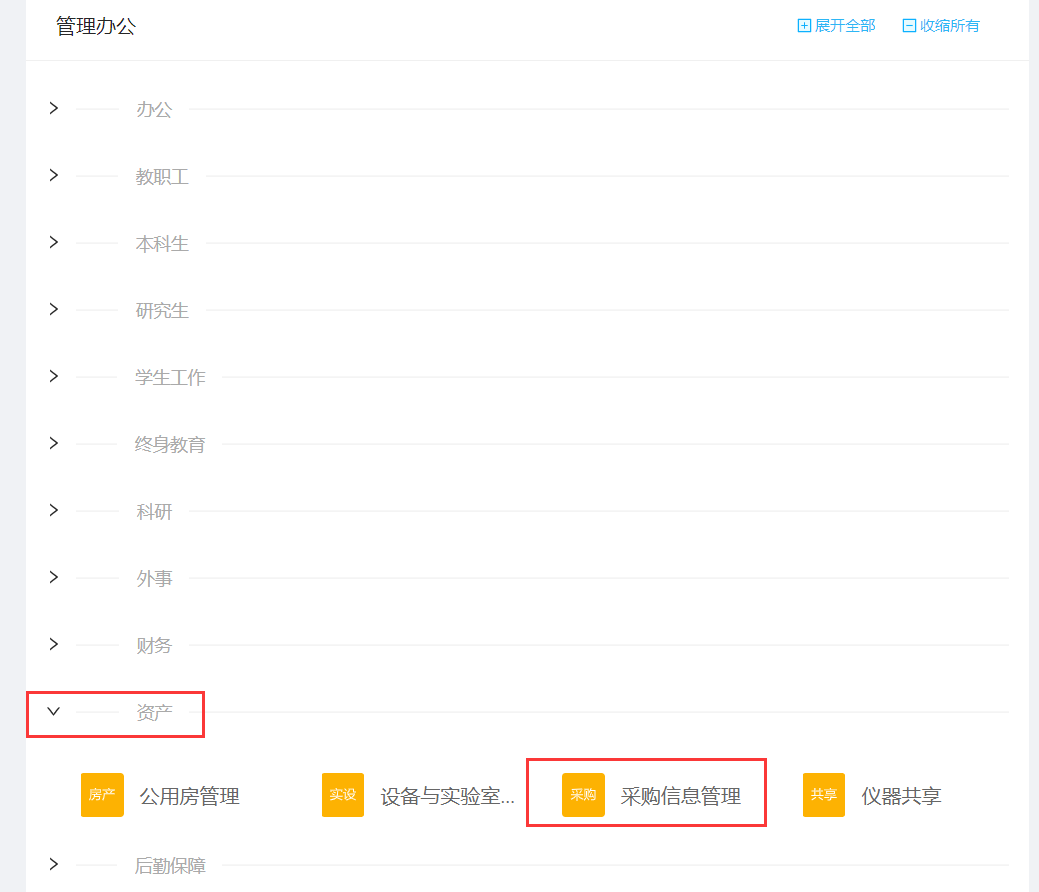 管理办公 展开全部 收缩所有
办公
教职工
本科生
研究生
学生工作
终身教育
科研
外事
财务
资产
房产 公用房管理 实设 设备与实验室... 采购 采购信息管理 共享 仪器共享
后勤保障